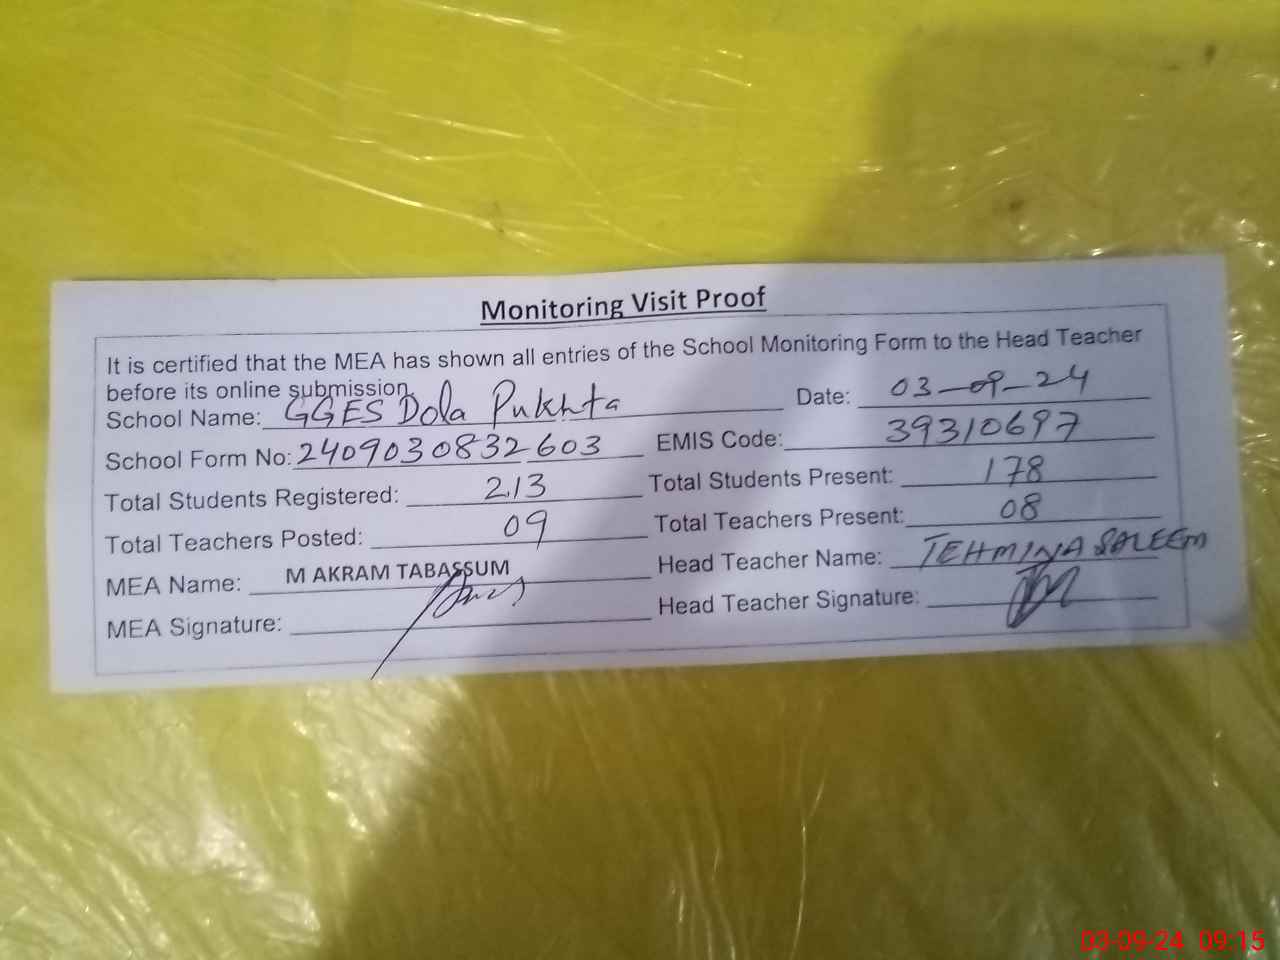 Monitoring Visit Proof
It is certified that the MEA has shown all entries of the School Monitoring Form to the Head Teacher
before its online submission.
School Name: GGES Dola Pukhta Date: 03-09-24
School Form No: 2409030832603 EMIS Code: 39310697
Total Students Registered: 213 Total Students Present: 178
Total Teachers Posted: 09 Total Teachers Present: 08
MEA Name: M AKRAM TABASSUM Head Teacher Name: TEHMINA SALEEM
MEA Signature: Head Teacher Signature:
03-09-24 09:15